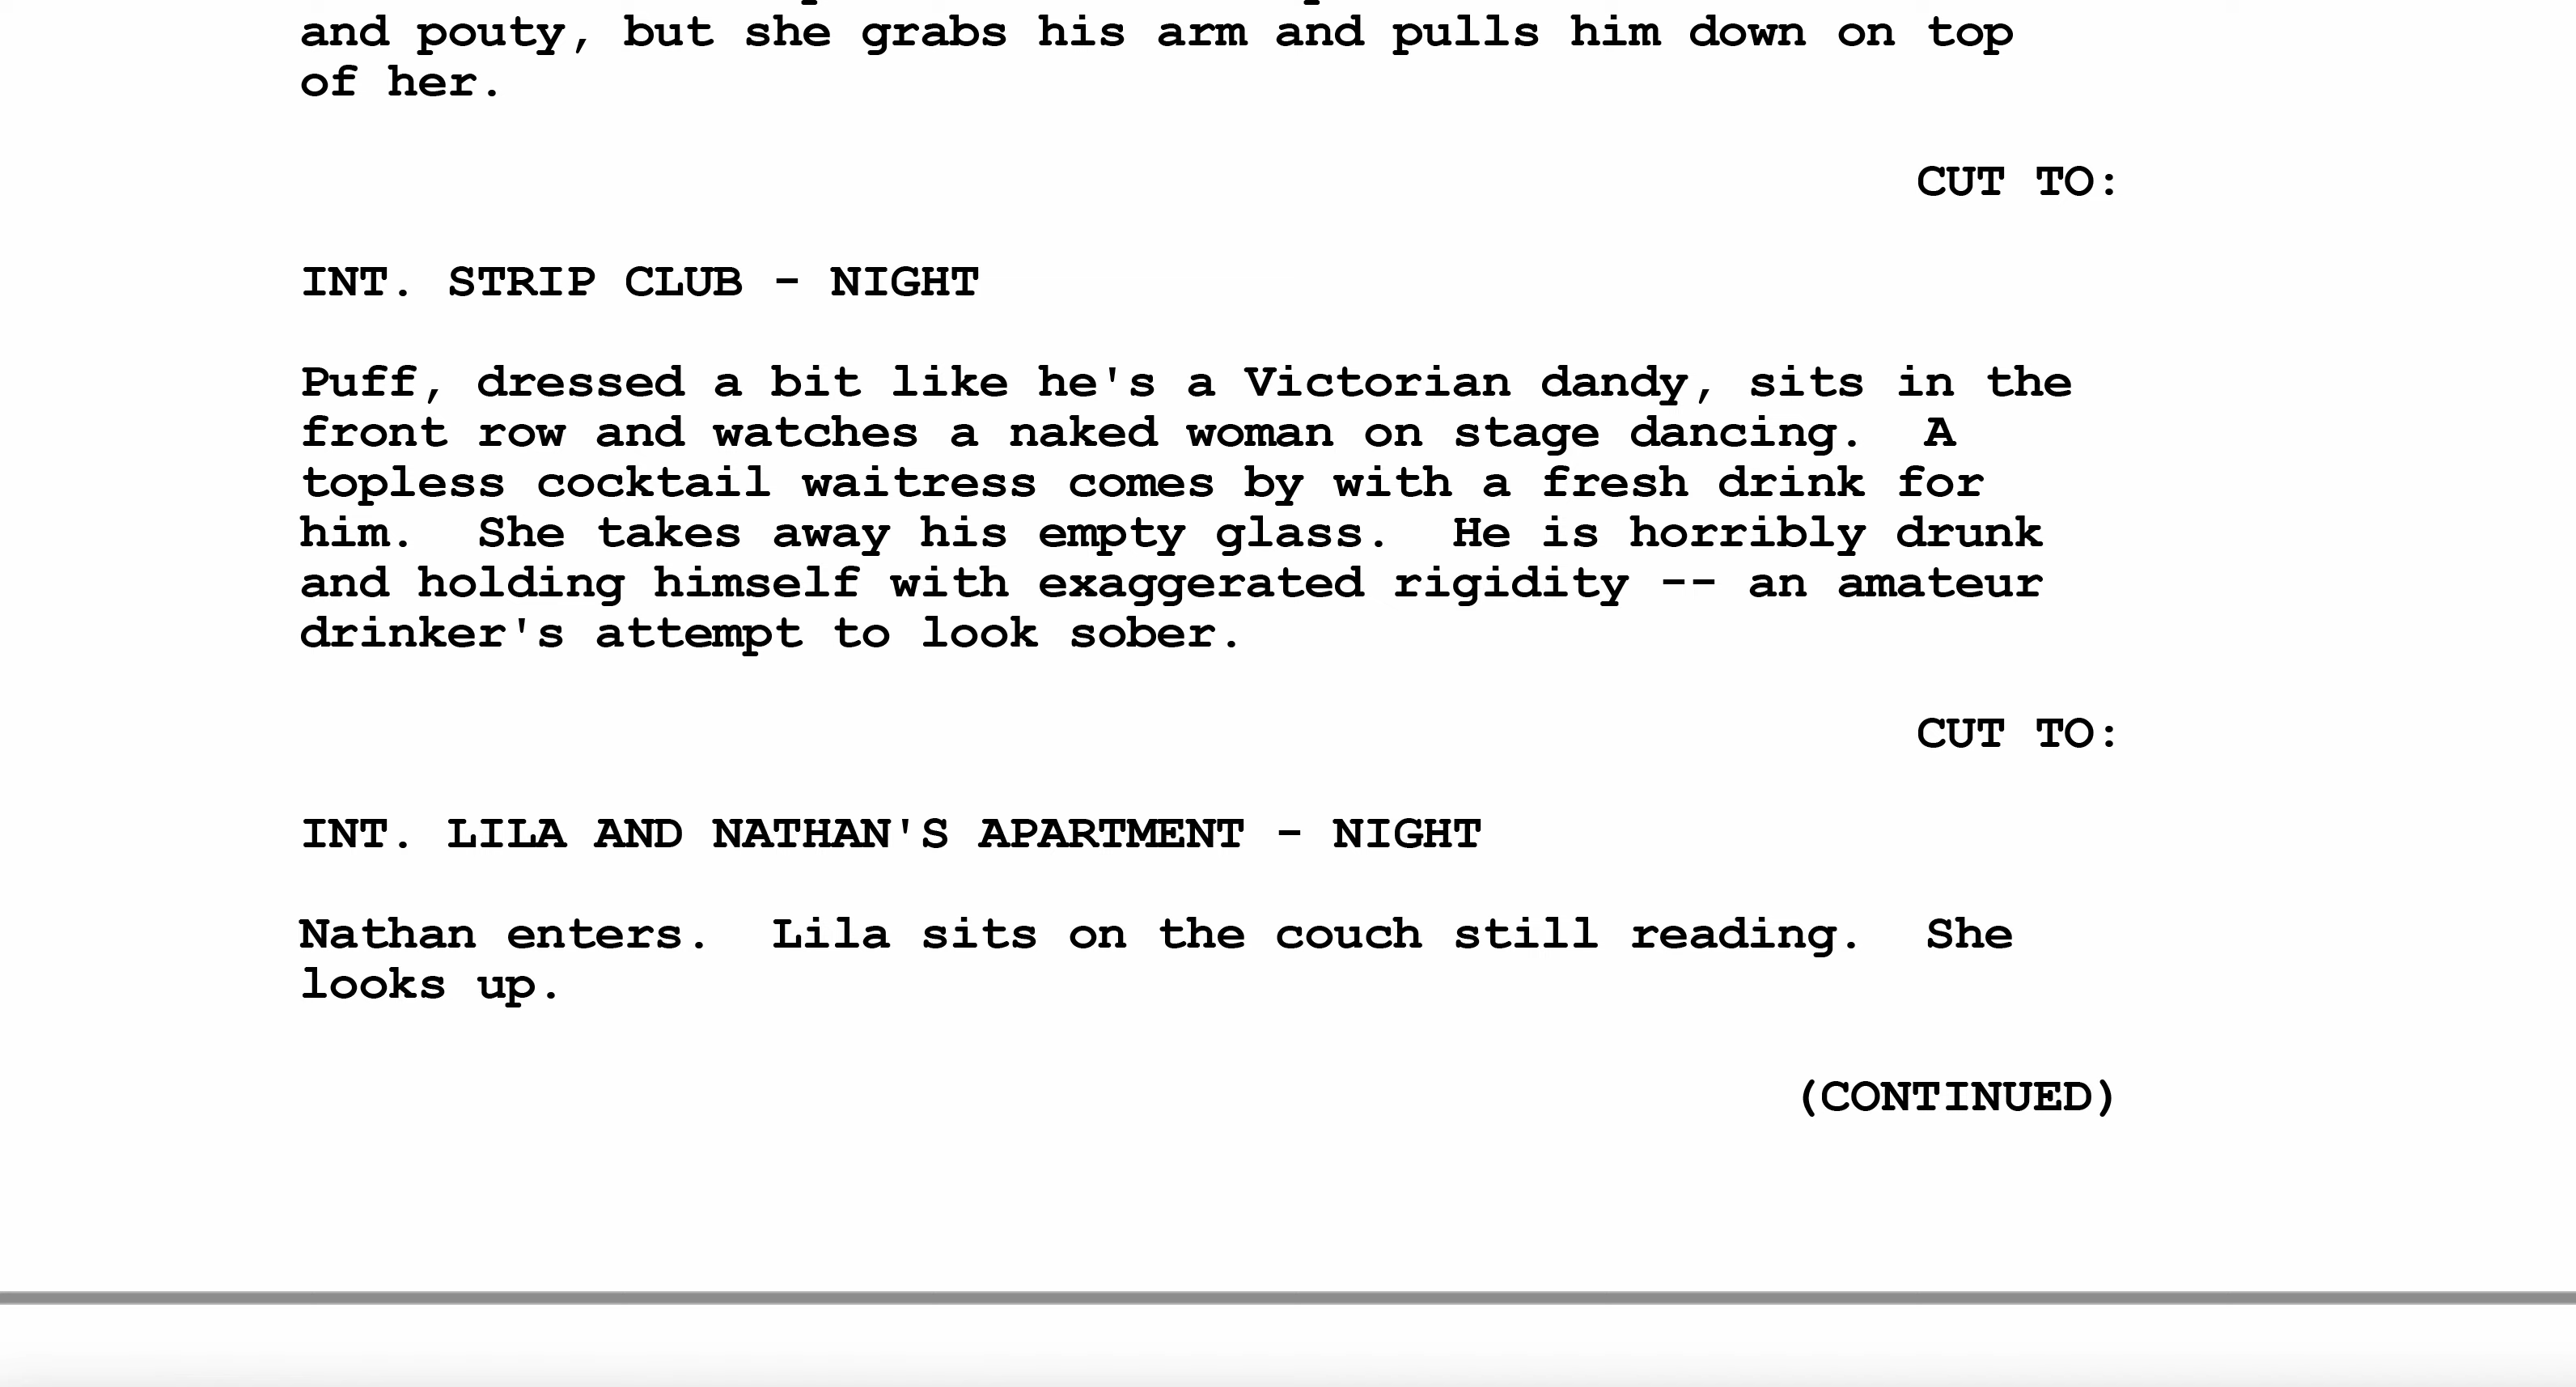 and pouty, but she grabs his arm and pulls him down on top
of her.
CUT TO:
INT. STRIP CLUB - NIGHT
Puff, dressed a bit like he's a Victorian dandy, sits in the
front row and watches a naked woman on stage dancing.  A
topless cocktail waitress comes by with a fresh drink for
him.  She takes away his empty glass.  He is horribly drunk
and holding himself with exaggerated rigidity -- an amateur
drinker's attempt to look sober.
CUT TO:
INT. LILA AND NATHAN'S APARTMENT - NIGHT
Nathan enters.  Lila sits on the couch still reading.  She
looks up.
(CONTINUED)